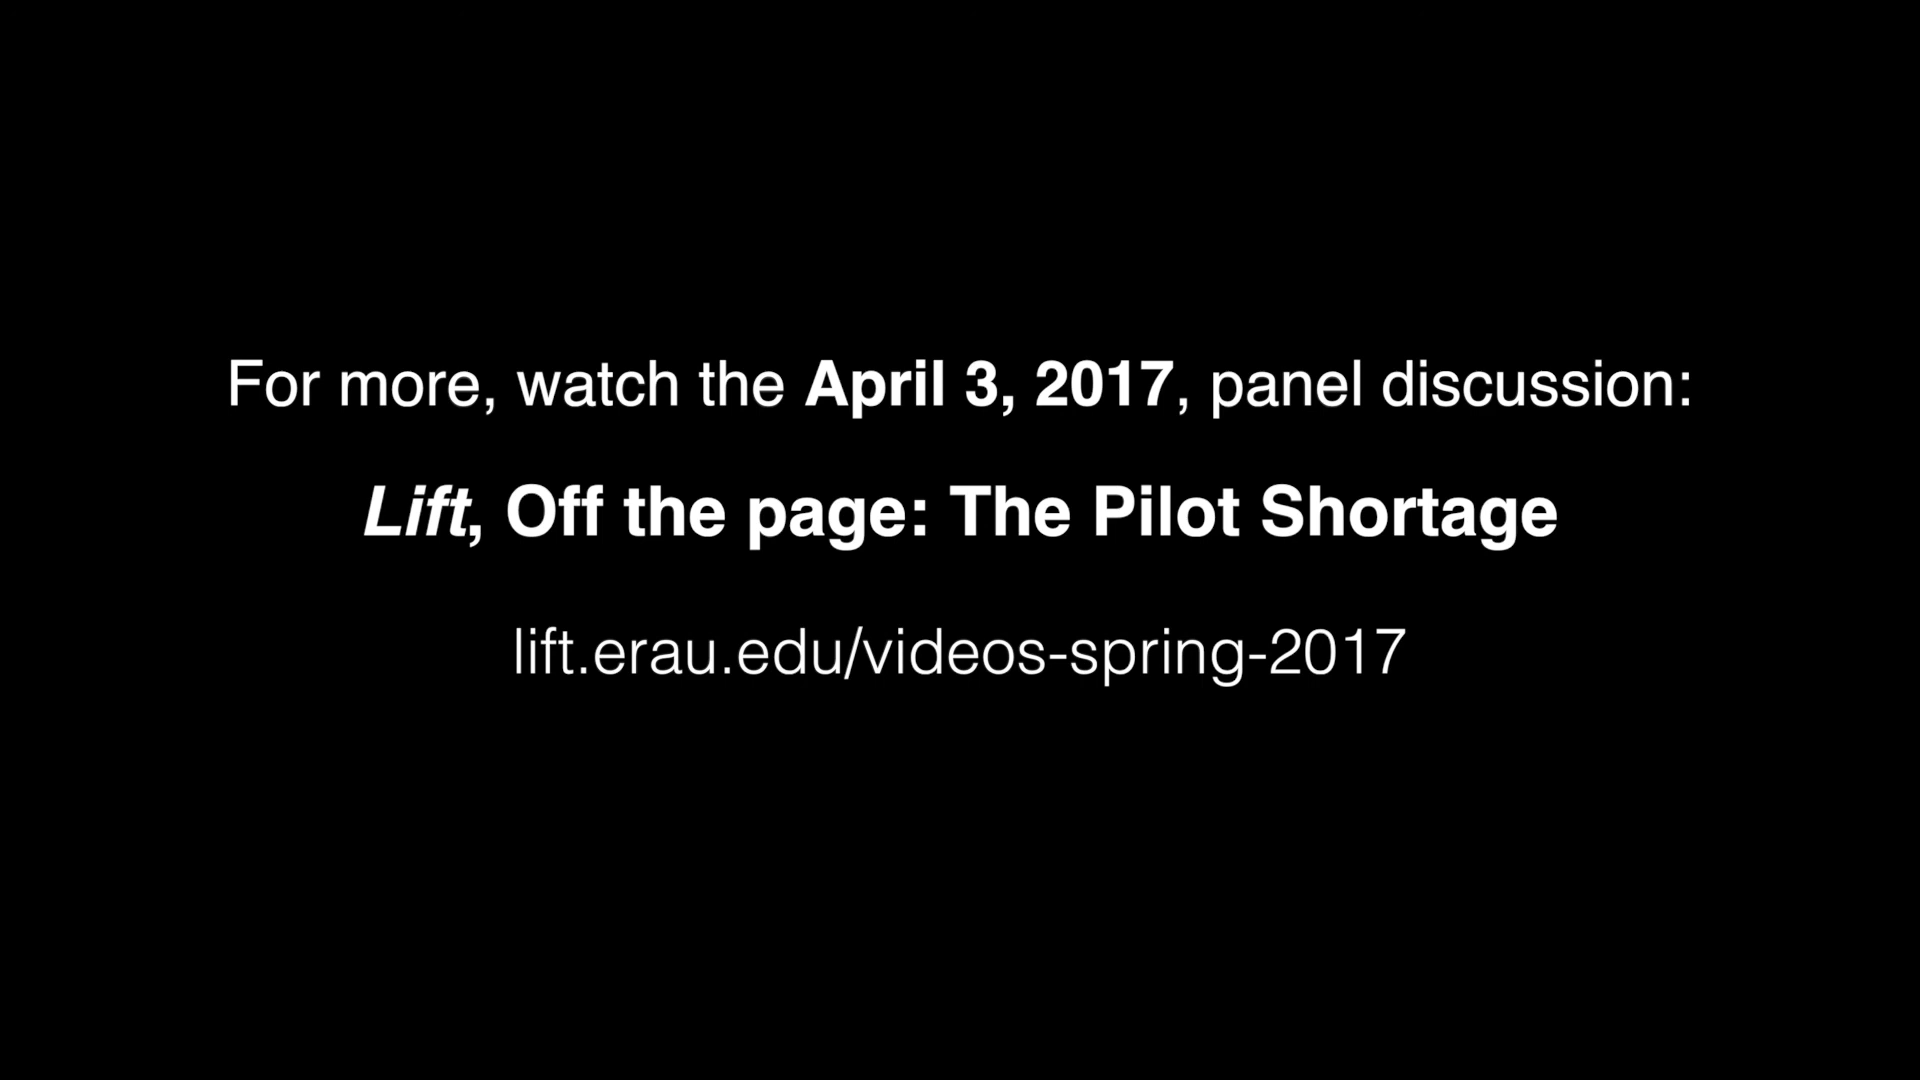 For more, watch the April 3, 2017, panel discussion:
Lift, Off the page: The Pilot Shortage
lift.erau.edu/videos-spring-2017